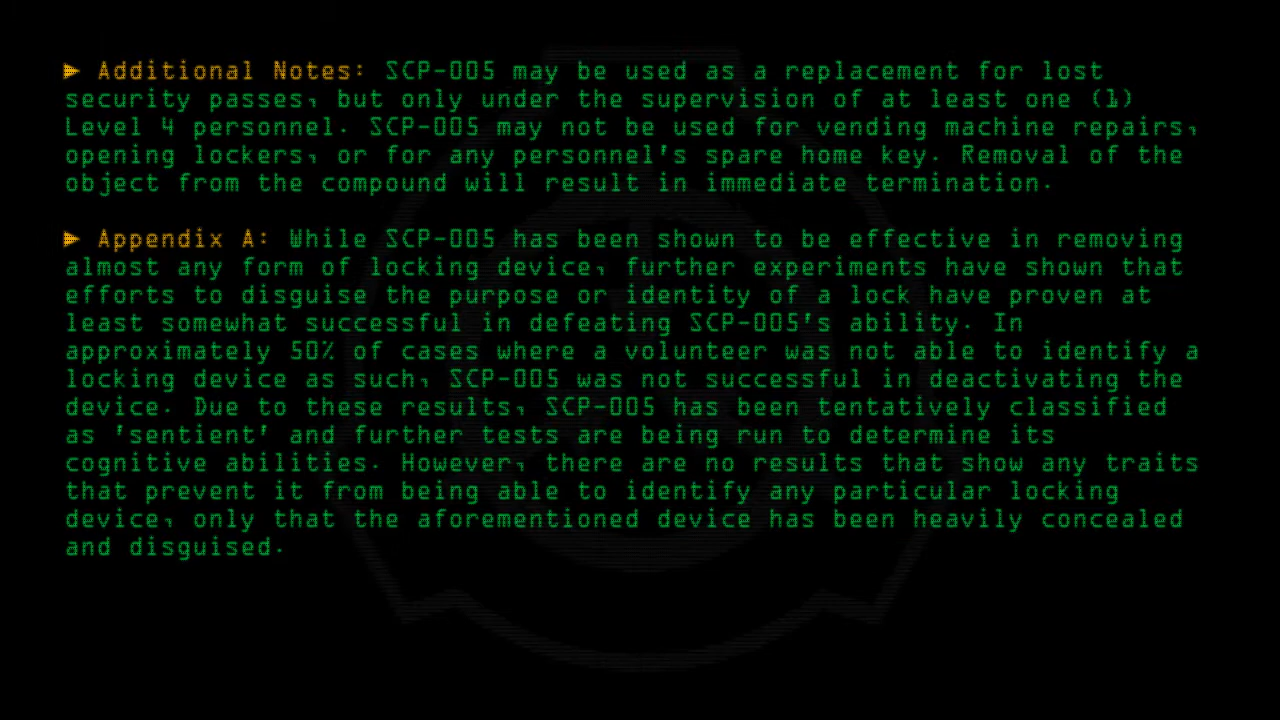 ► Additional Notes: SCP-005 may be used as a replacement for lost
security passes, but only under the supervision of at least one (1)
Level 4 personnel. SCP-005 may not be used for vending machine repairs,
opening lockers, or for any personnel's spare home key. Removal of the
object from the compound will result in immediate termination.
► Appendix A: While SCP-005 has been shown to be effective in removing
almost any form of locking device, further experiments have shown that
efforts to disguise the purpose or identity of a lock have proven at
least somewhat successful in defeating SCP-005's ability. In
approximately 50% of cases where a volunteer was not able to identify a
locking device as such, SCP-005 was not successful in deactivating the
device. Due to these results, SCP-005 has been tentatively classified
as 'sentient' and further tests are being run to determine its
cognitive abilities. However, there are no results that show any traits
that prevent it from being able to identify any particular locking
device, only that the aforementioned device has been heavily concealed
and disguised.